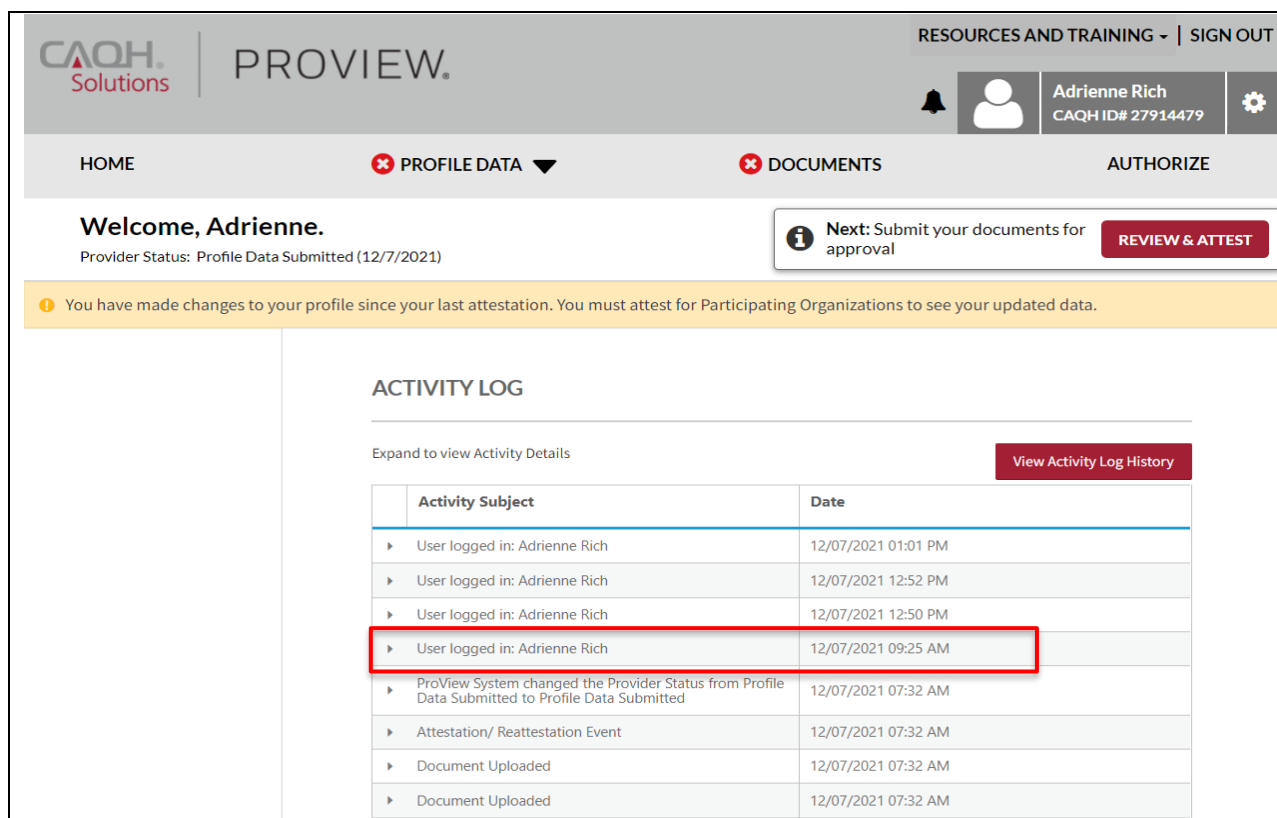 RESOURCES AND TRAINING | SIGN OUT
CAQH.
Solutions
PROVIEW.
Adrienne Rich
CAQH ID# 27914479
HOME PROFILE DATA DOCUMENTS AUTHORIZE
Welcome, Adrienne.
Provider Status: Profile Data Submitted (12/7/2021)
Next: Submit your documents for
approval
REVIEW & ATTEST
You have made changes to your profile since your last attestation. You must attest for Participating Organizations to see your updated data.
ACTIVITY LOG
Expand to view Activity Details
View Activity Log History
Activity Subject Date
User logged in: Adrienne Rich 12/07/2021 01:01 PM
User logged in: Adrienne Rich 12/07/2021 12:52 PM
User logged in: Adrienne Rich 12/07/2021 12:50 PM
User logged in: Adrienne Rich 12/07/2021 09:25 AM
ProView System changed the Provider Status from Profile
Data Submitted to Profile Data Submitted 12/07/2021 07:32 AM
Attestation/ Reattestation Event 12/07/2021 07:32 AM
Document Uploaded 12/07/2021 07:32 AM
Document Uploaded 12/07/2021 07:32 AM